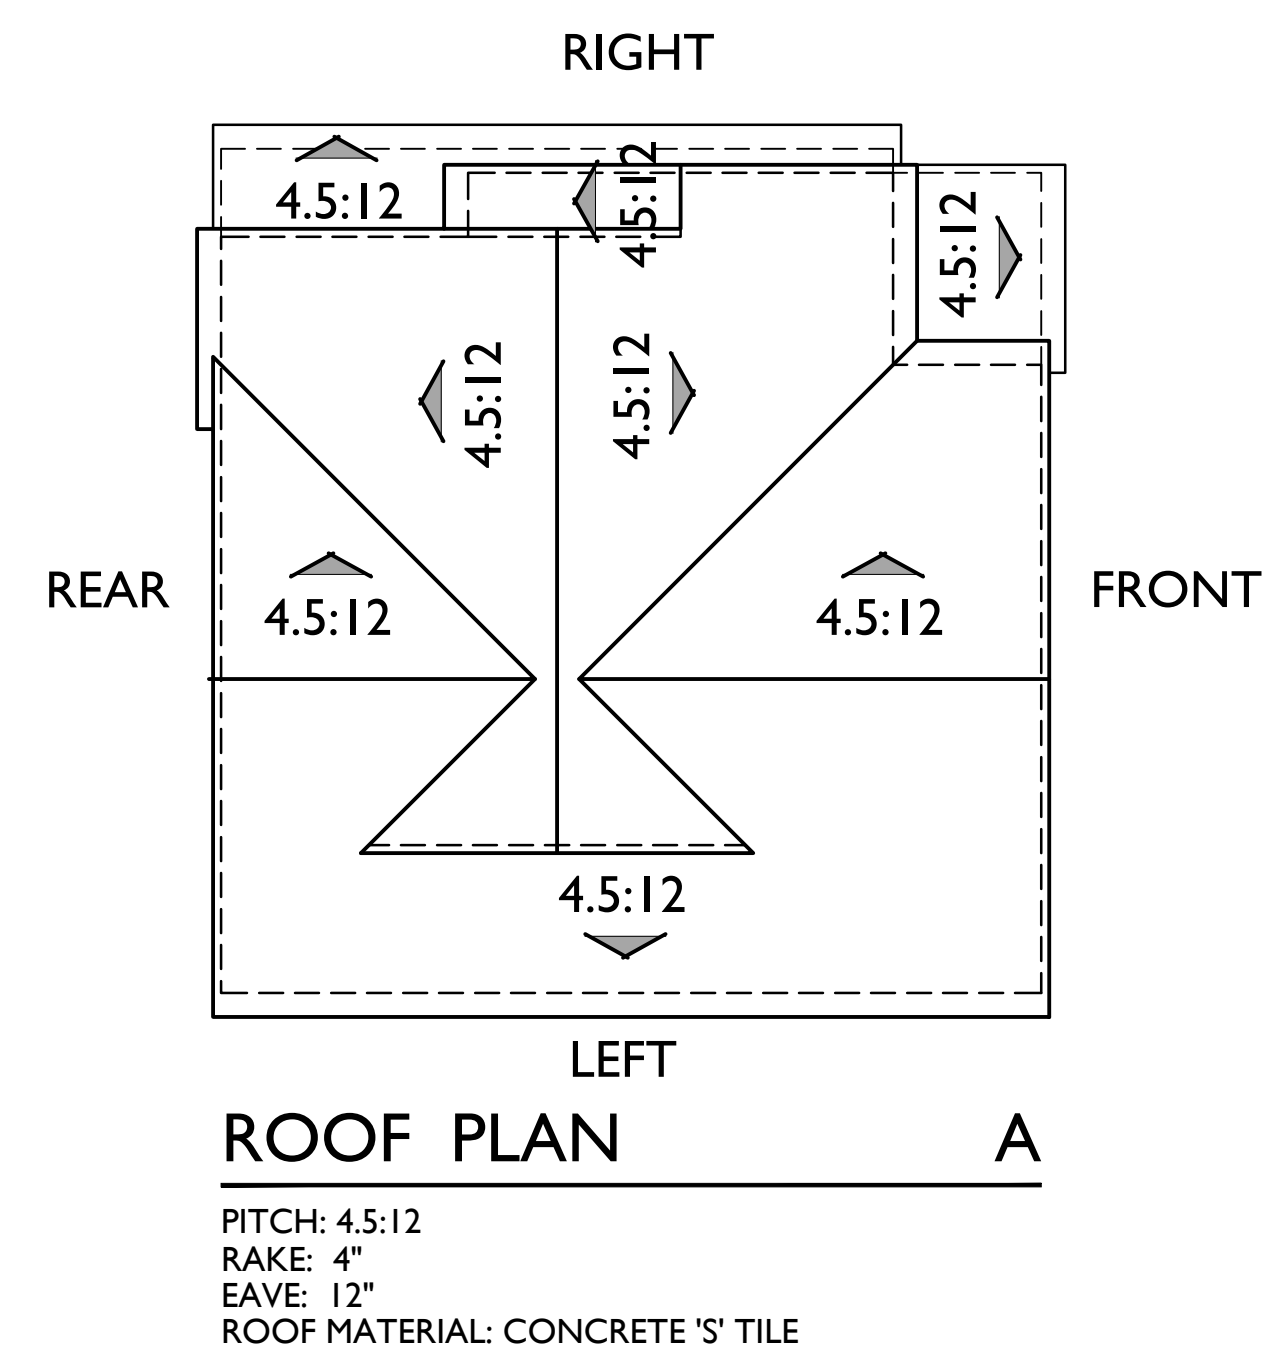 RIGHT
4.5:12
4.5:12
4.5:12
4.5:12
4.5:12
REAR
4.5:12
4.5:12
FRONT
4.5:12
LEFT
ROOF PLAN A
PITCH: 4.5:12
RAKE: 4"
EAVE: 12"
ROOF MATERIAL: CONCRETE 'S' TILE